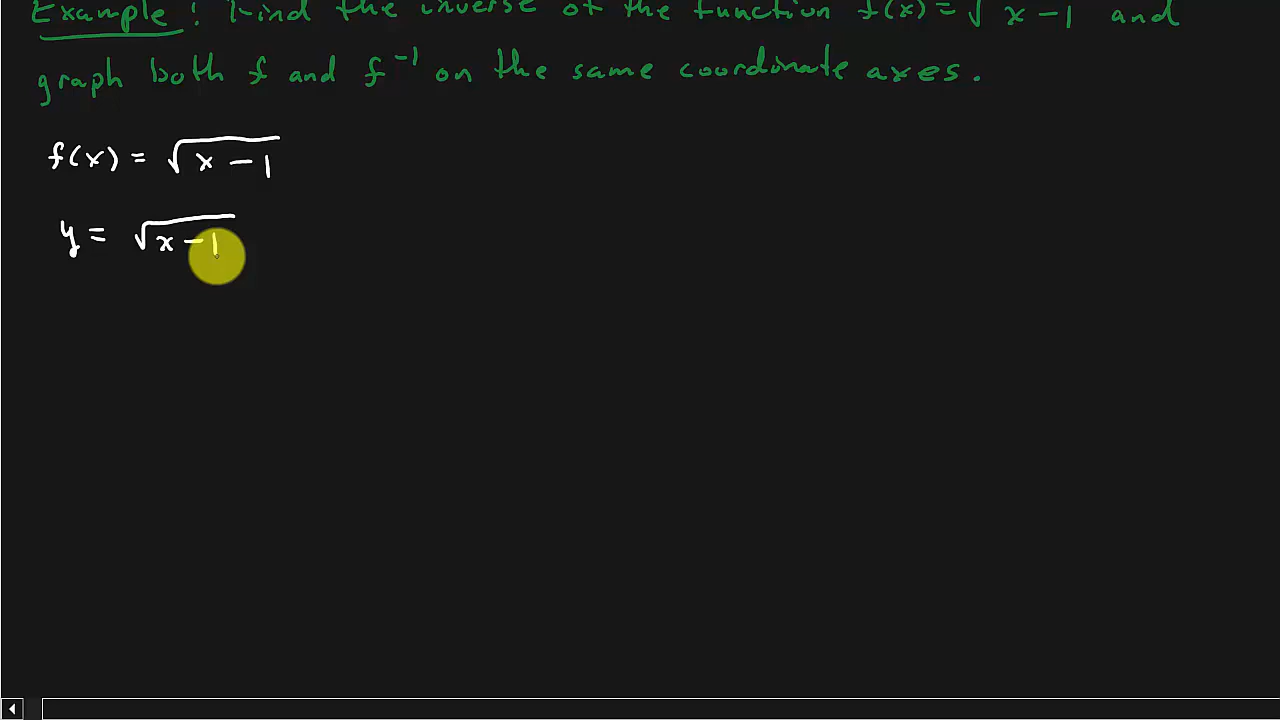 Example: Find the inverse of the function f(x) = √x - 1 and
graph both f and f⁻¹ on the same coordinate axes.
f(x) = √(x - 1)
y = √(x - 1)